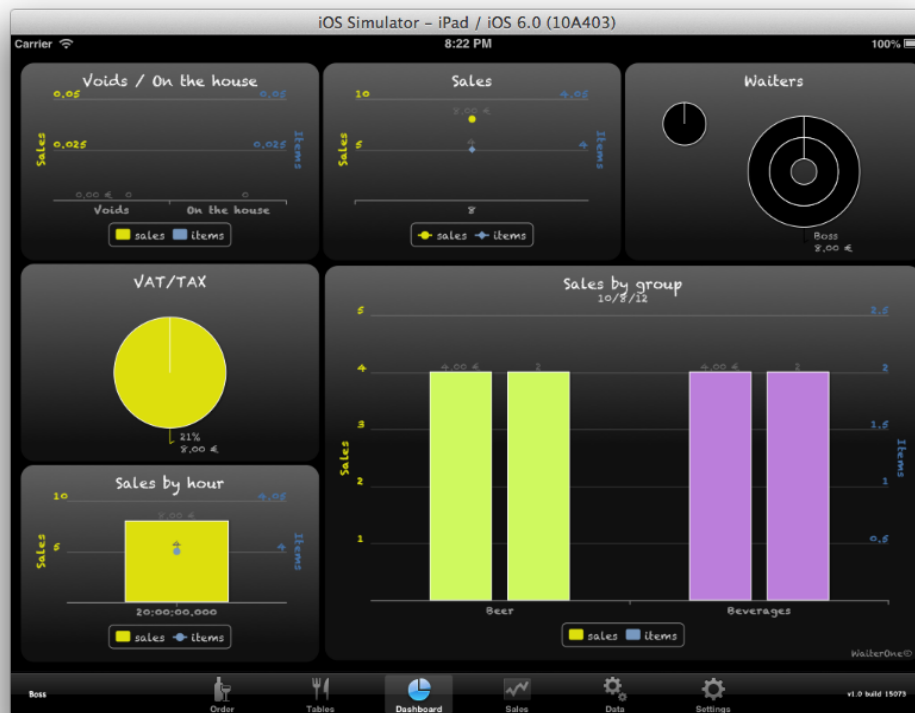 iOS Simulator – iPad / iOS 6.0 (10A403)
Carrier 8:22 PM 100%
Voids / On the house
0.05 0.05
0.025 0.025
Sales Items
0.00 € 0 0
Voids On the house
sales items
Sales
10 4.05
8.00 €
5 4 4
Sales Items
8
sales items
Waiters
Boss
8.00 €
VAT/TAX
21%
8.00 €
Sales by group
10/8/12
5 2.5
4.00 € 2 4.00 € 2
4 2
3 1.5
Sales Items
2 1
1 0.5
Beer Beverages
sales items
WaiterOne©
Sales by hour
10 4.05
8.00 €
4
5 4
Sales Items
20:00:00.000
sales items
Boss
Order Tables Dashboard Sales Data Settings
v1.0 build 15073